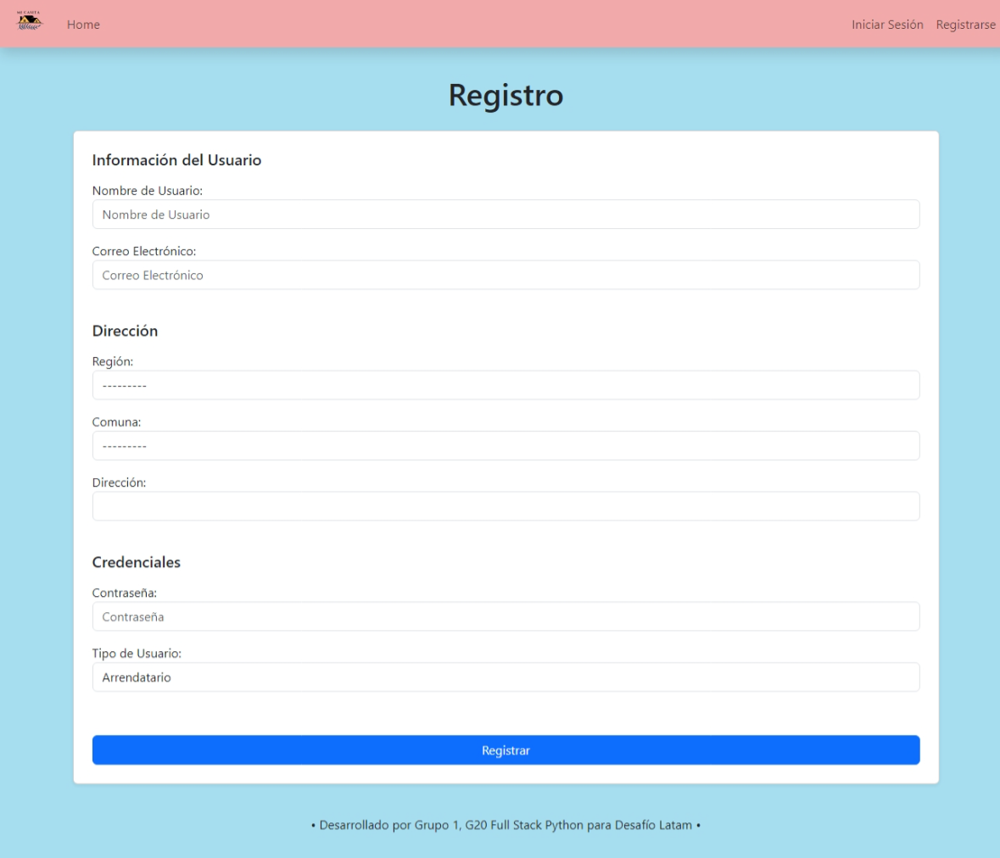 MI CASITA
Home
Iniciar Sesión
Registrarse
Registro
Información del Usuario
Nombre de Usuario:
Nombre de Usuario
Correo Electrónico:
Correo Electrónico
Dirección
Región:
---------
Comuna:
---------
Dirección:
Credenciales
Contraseña:
Contraseña
Tipo de Usuario:
Arrendatario
Registrar
• Desarrollado por Grupo 1, G20 Full Stack Python para Desafío Latam •